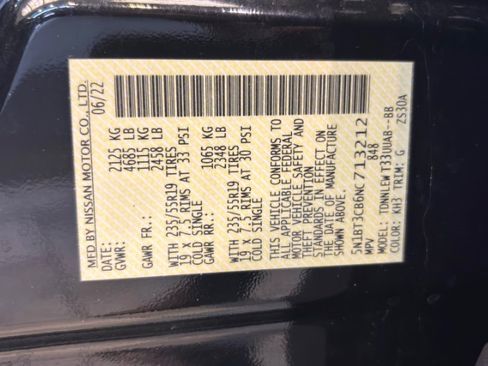 MFD BY NISSAN MOTOR CO., LTD.
DATE: 06/22
GVWR: 2125 KG
4685 LB
GAWR FR.: 1115 KG
2458 LB
WITH 235/55R19 TIRES
19 X 7.5 RIMS AT 33 PSI
COLD SINGLE
GAWR RR.: 1065 KG
2348 LB
WITH 235/55R19 TIRES
19 X 7.5 RIMS AT 30 PSI
COLD SINGLE
THIS VEHICLE CONFORMS TO
ALL APPLICABLE FEDERAL
MOTOR VEHICLE SAFETY AND
THEFT PREVENTION
STANDARDS IN EFFECT ON
THE DATE OF MANUFACTURE
SHOWN ABOVE.
5N1BT3CB6NC713212
MPV 848
MODEL: TDNNLEWT33UUAB--BB
COLOR: KH3 TRIM: G ZS30A